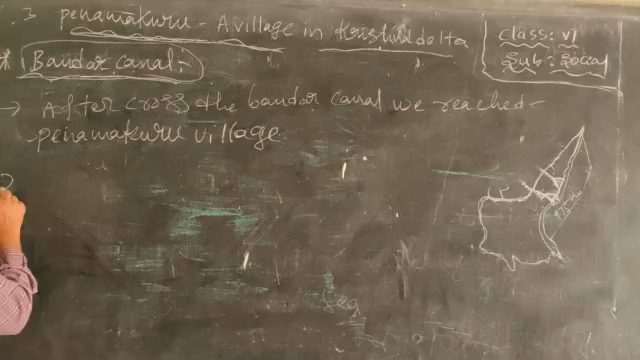 3 penamakuru - A village in Krishna delta
Class: VI
Sub: Social
* Bandar canal:-
→ After cross the bandar canal we reached-
penamakuru village